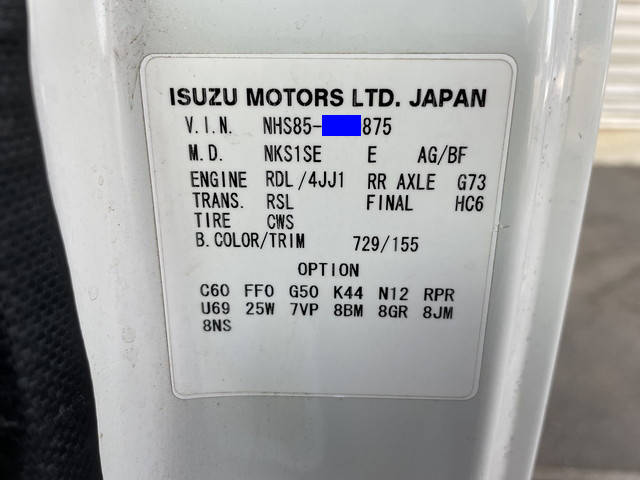 ISUZU MOTORS LTD. JAPAN
V.I.N. NHS85- 875
M.D. NKS1SE E AG/BF
ENGINE RDL/4JJ1 RR AXLE G73
TRANS. RSL FINAL HC6
TIRE CWS
B.COLOR/TRIM 729/155
OPTION
C60 FF0 G50 K44 N12 RPR
U69 25W 7VP 8BM 8GR 8JM
8NS